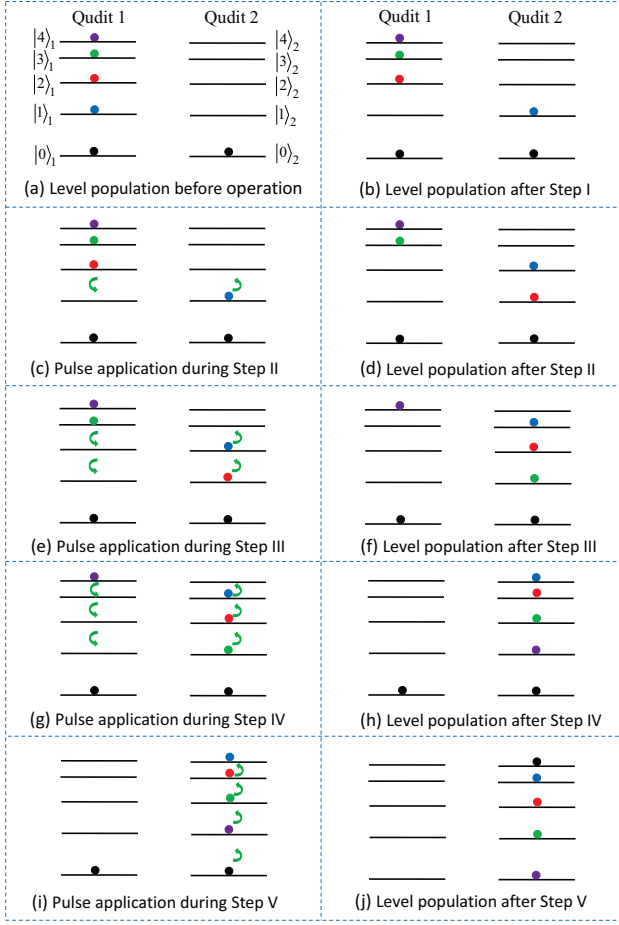 Qudit 1 Qudit 2 Qudit 1 Qudit 2
|4⟩₁ |4⟩₂
|3⟩₁ |3⟩₂
|2⟩₁ |2⟩₂
|1⟩₁ |1⟩₂
|0⟩₁ |0⟩₂
(a) Level population before operation
(b) Level population after Step I
(c) Pulse application during Step II
(d) Level population after Step II
(e) Pulse application during Step III
(f) Level population after Step III
(g) Pulse application during Step IV
(h) Level population after Step IV
(i) Pulse application during Step V
(j) Level population after Step V